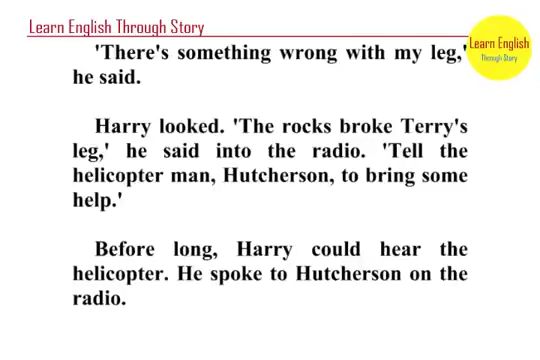 Learn English Through Story
Learn English
Through Story
'There's something wrong with my leg,'
he said.
Harry looked. 'The rocks broke Terry's
leg,' he said into the radio. 'Tell the
helicopter man, Hutcherson, to bring some
help.'
Before long, Harry could hear the
helicopter. He spoke to Hutcherson on the
radio.